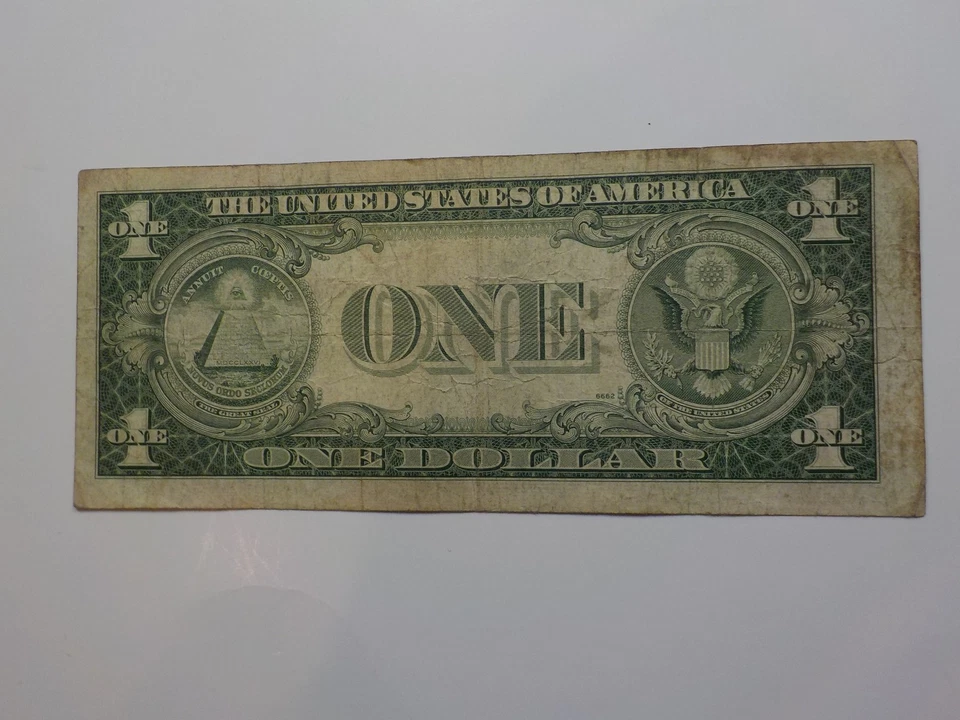 THE UNITED STATES OF AMERICA
1
ONE
1
ONE
ANNUIT CŒPTIS
MDCCLXXVI
NOVUS ORDO SECLORUM
THE GREAT SEAL
ONE
6662
OF THE UNITED STATES
1
ONE
1
ONE
ONE DOLLAR